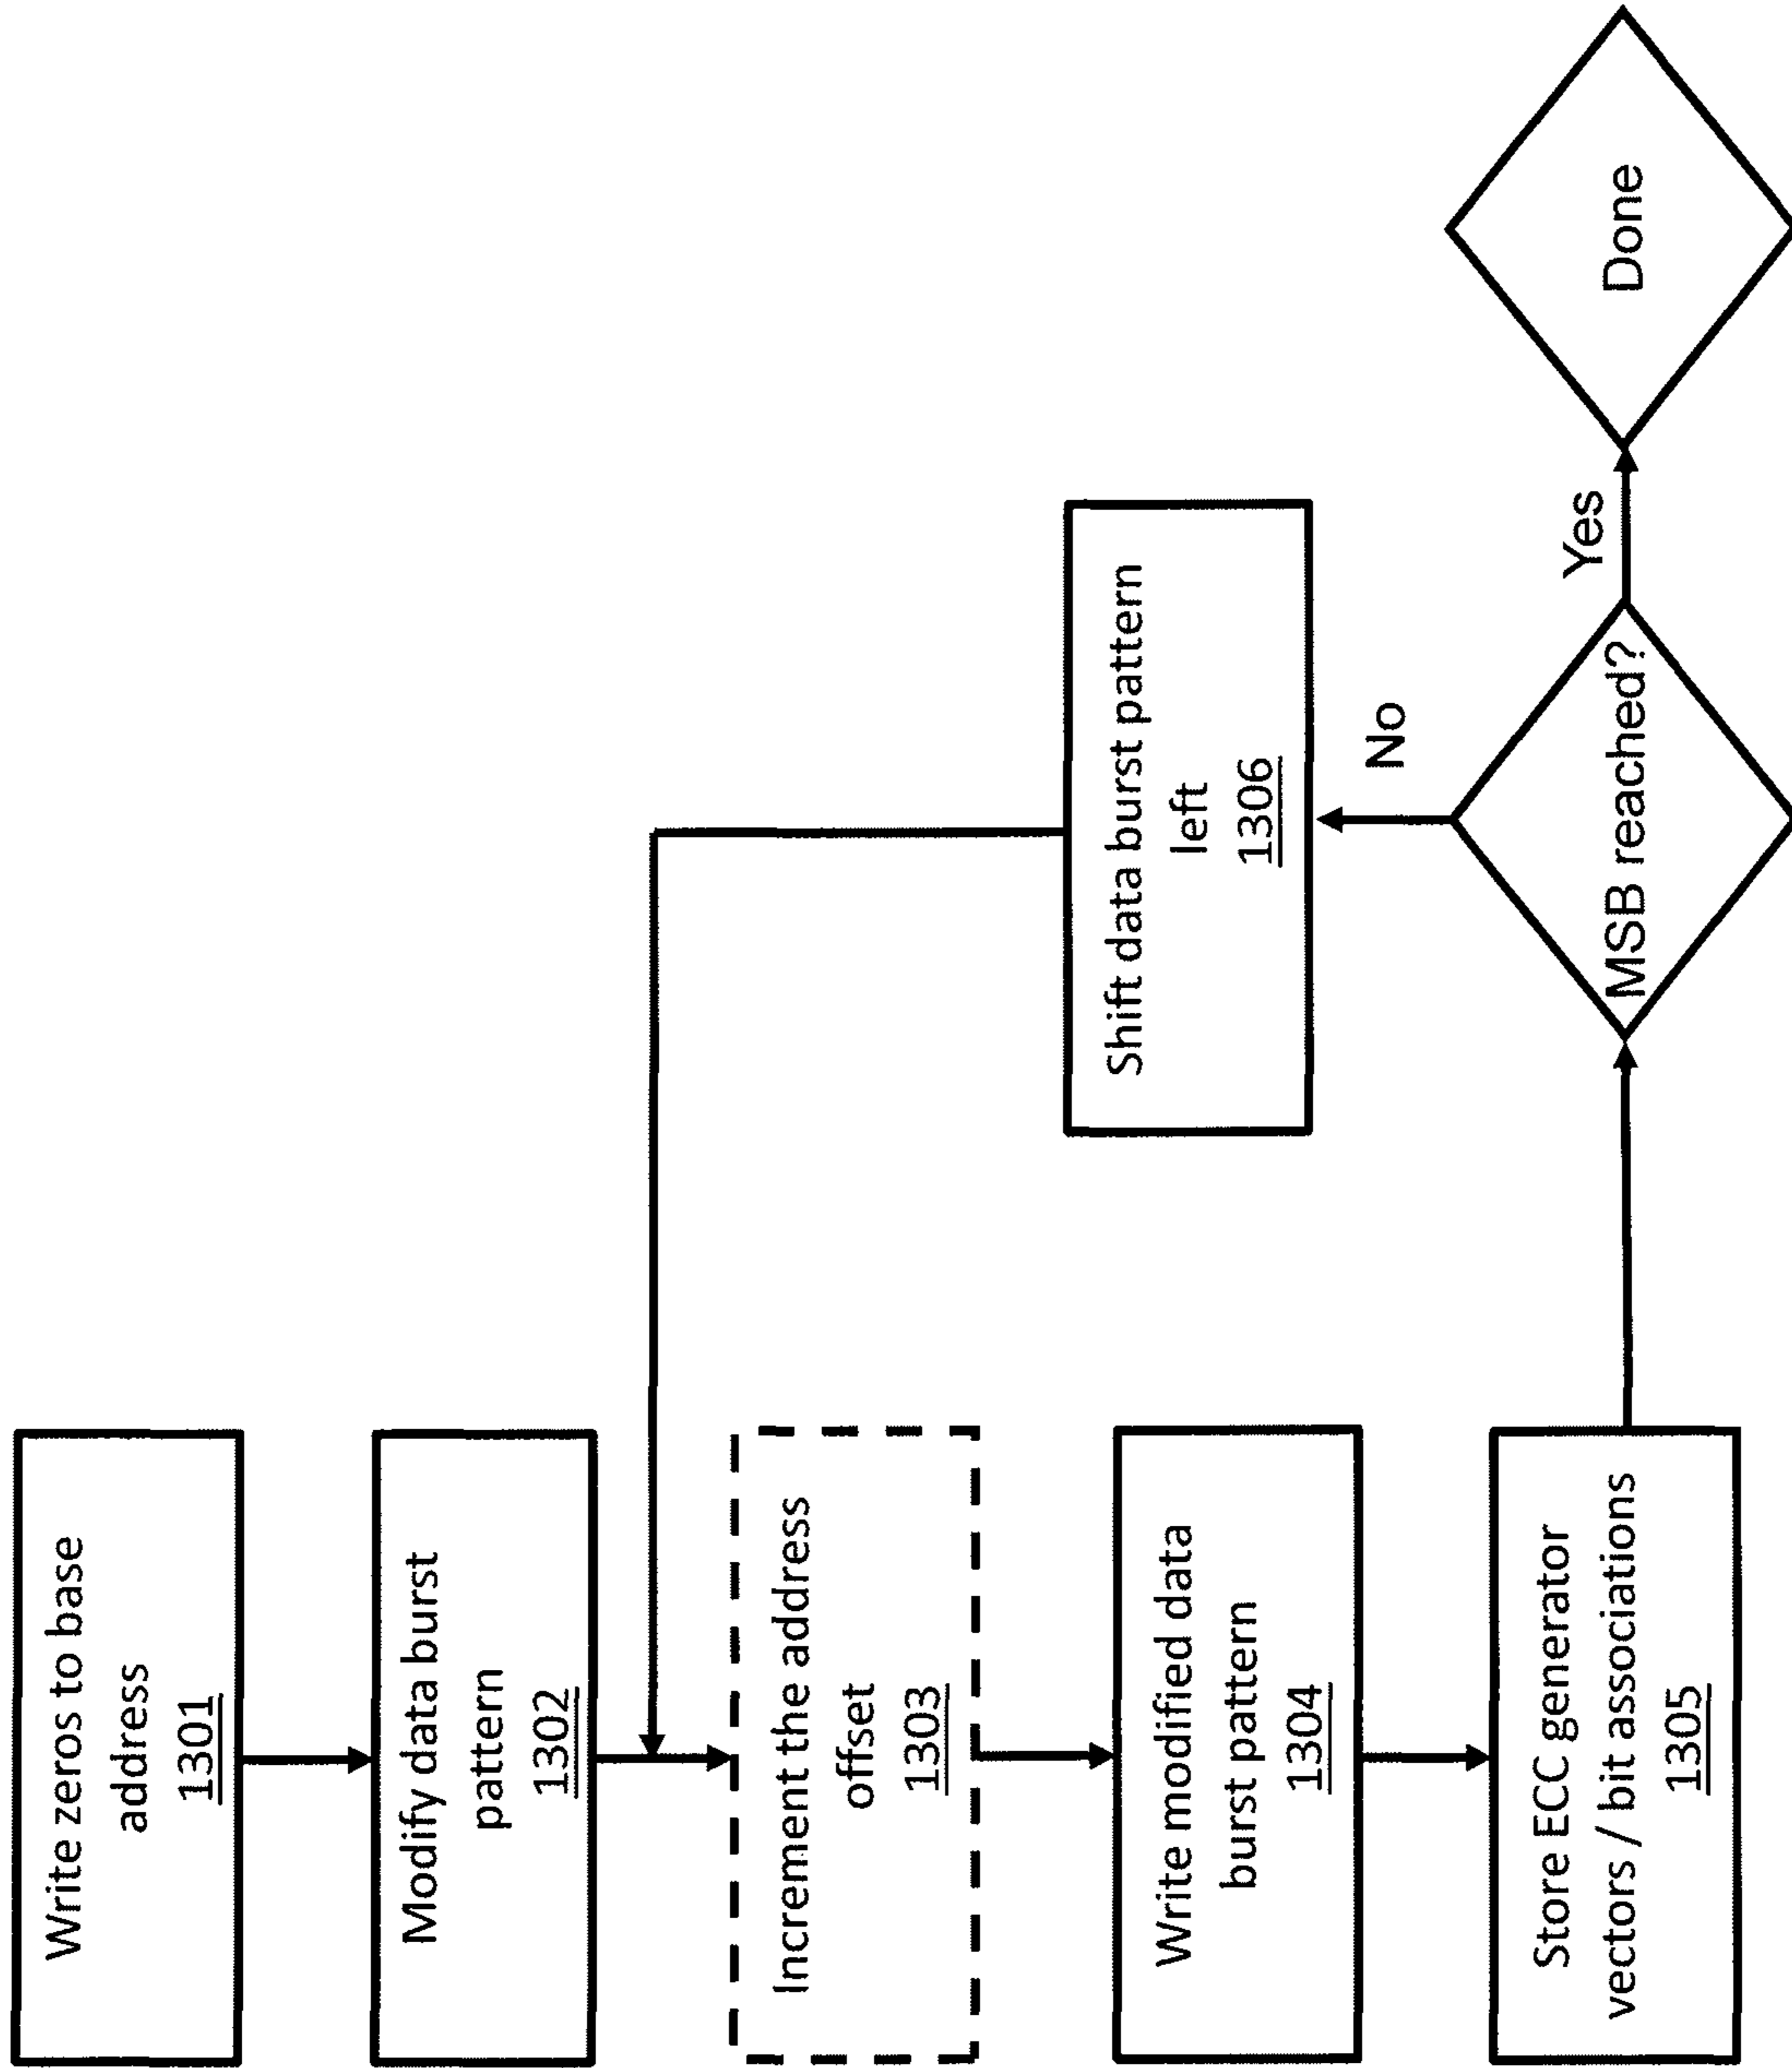 Write zeros to base
address
1301
Modify data burst
pattern
1302
Increment the address
offset
1303
Write modified data
burst pattern
1304
Store ECC generator
vectors / bit associations
1305
MSB reached?
No
Shift data burst pattern
left
1306
Yes
Done